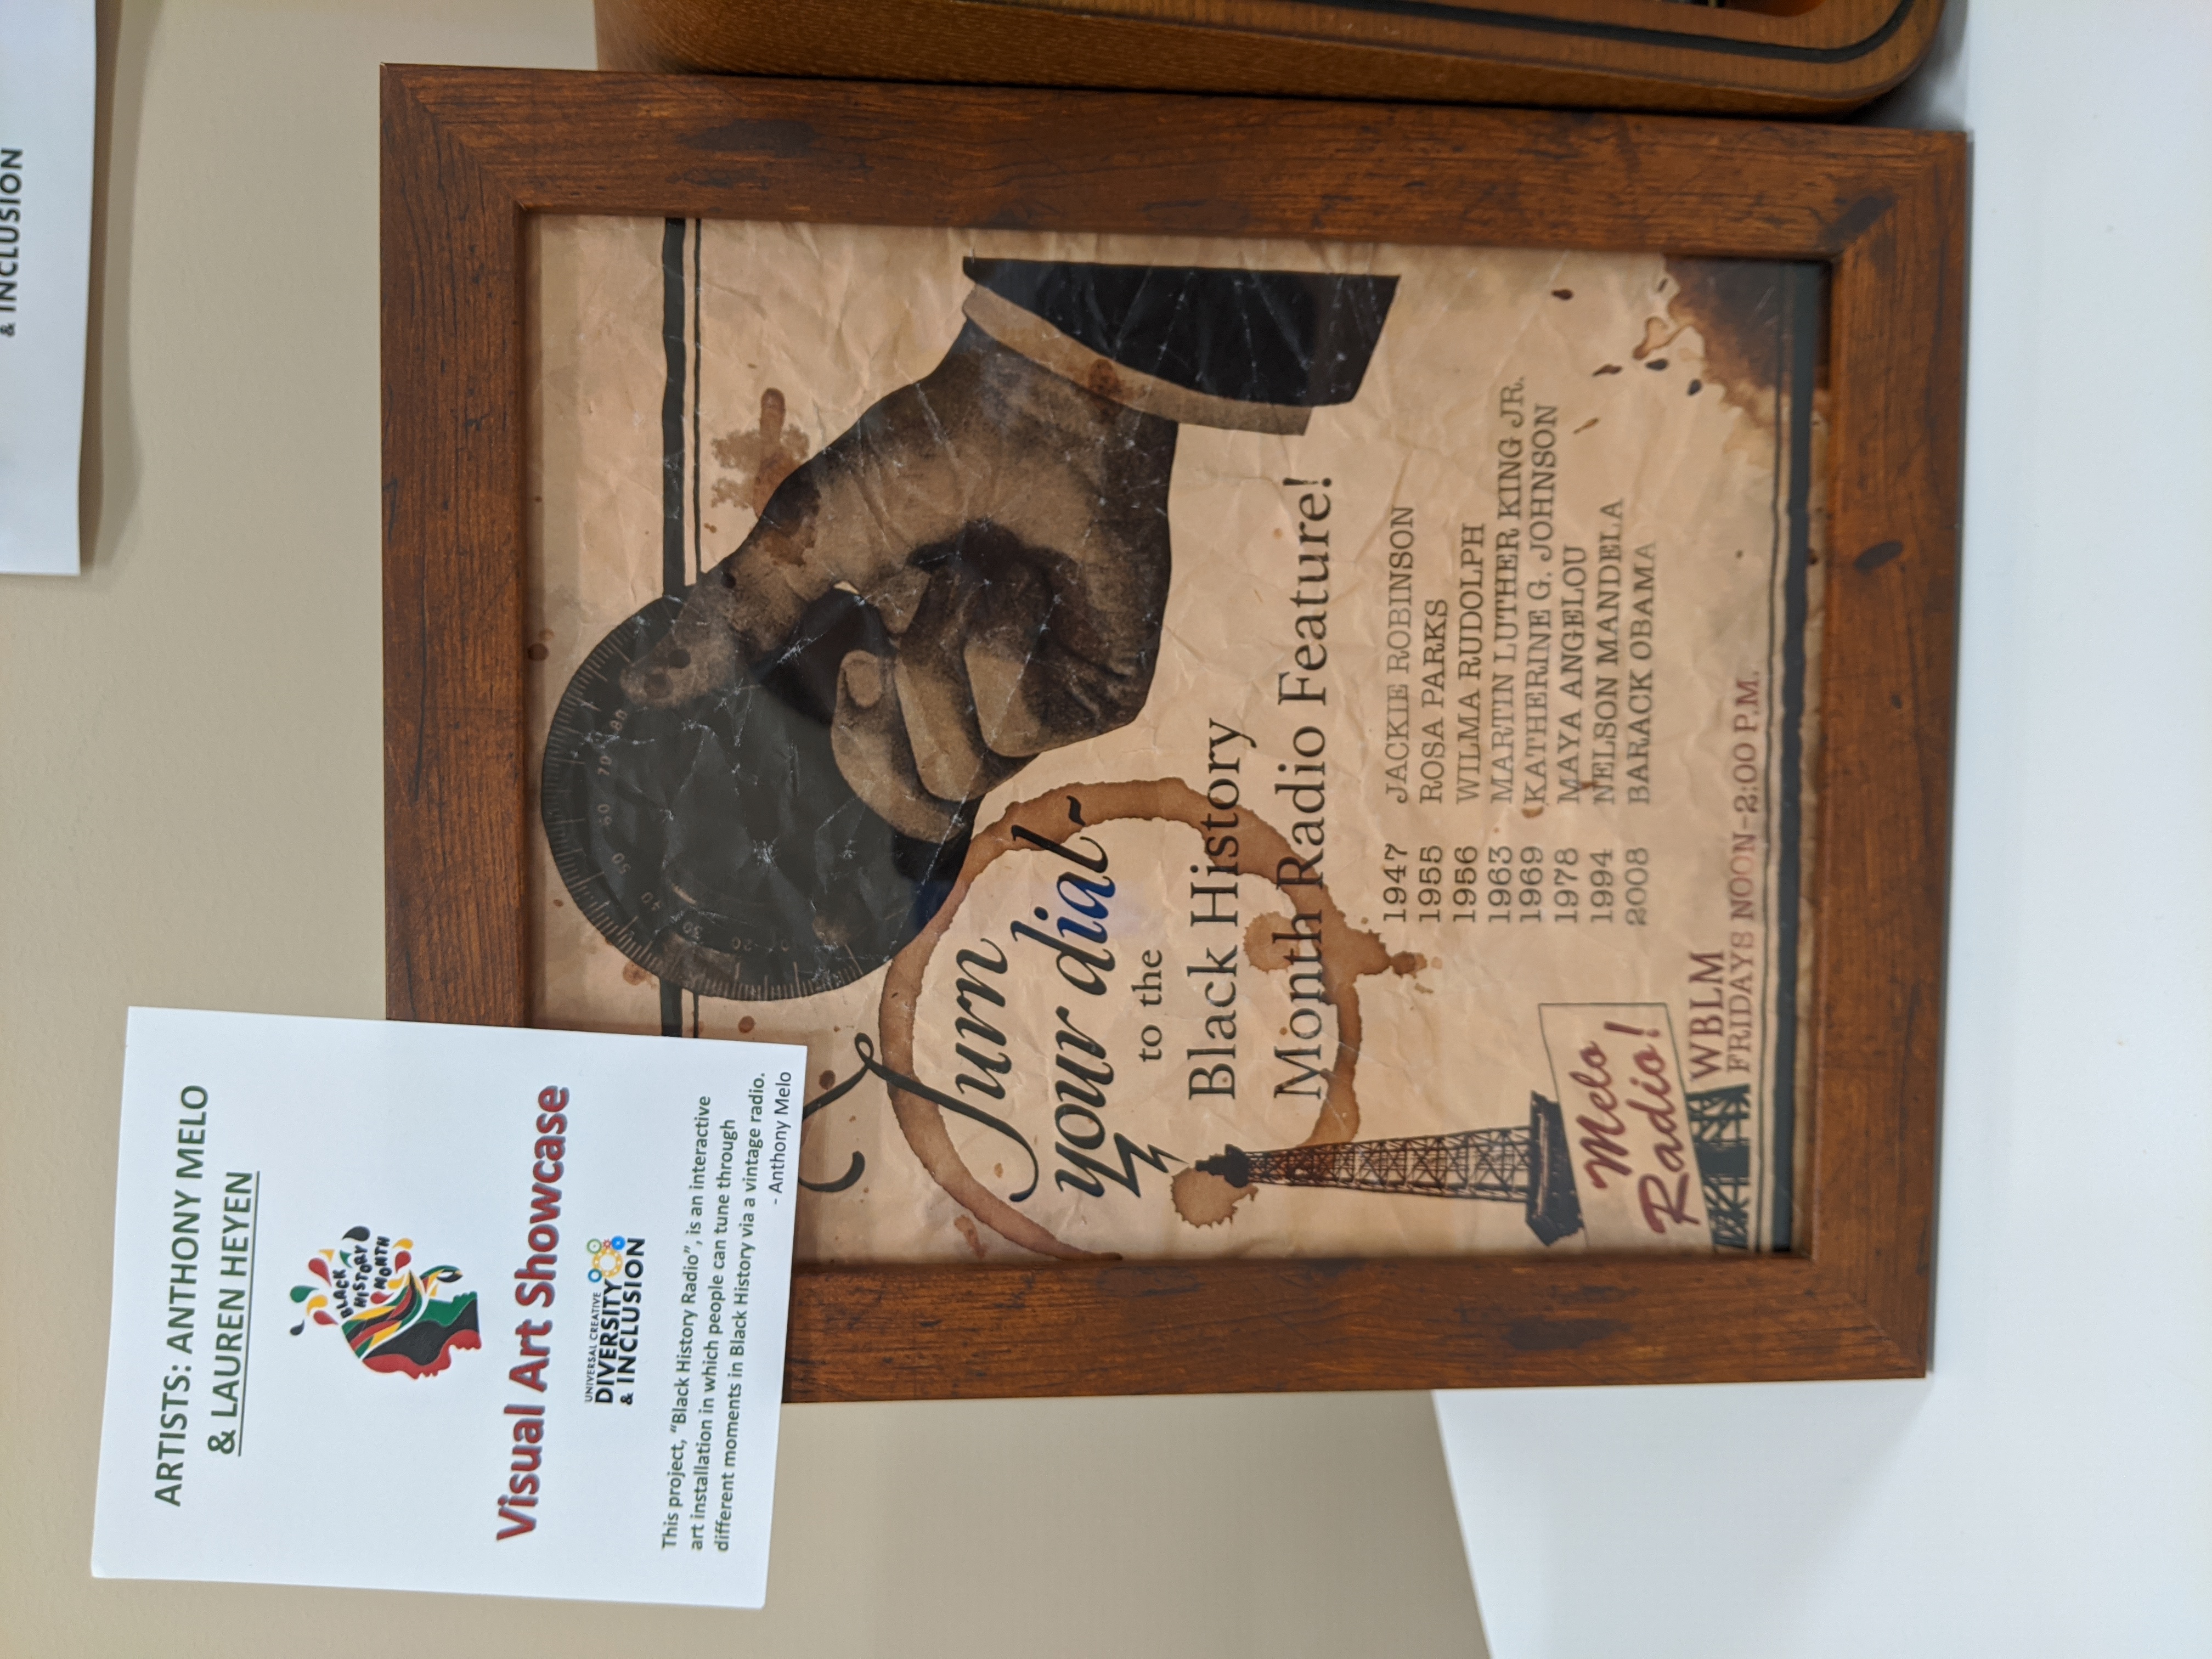 & INCLUSION
ARTISTS: ANTHONY MELO
& LAUREN HEYEN
BLACK
HISTORY
MONTH
Visual Art Showcase
UNIVERSAL CREATIVE
DIVERSITY
& INCLUSION
This project, “Black History Radio”, is an interactive
art installation in which people can tune through
different moments in Black History via a vintage radio.
- Anthony Melo
20 30 40 50 60 70 80
Turn
your dial-
to the
Black History
Month Radio Feature!
1947 JACKIE ROBINSON
1955 ROSA PARKS
1956 WILMA RUDOLPH
1963 MARTIN LUTHER KING JR.
1969 KATHERINE G. JOHNSON
1978 MAYA ANGELOU
1994 NELSON MANDELA
2008 BARACK OBAMA
Melo
Radio!
WBLM
FRIDAYS NOON-2:00 P.M.